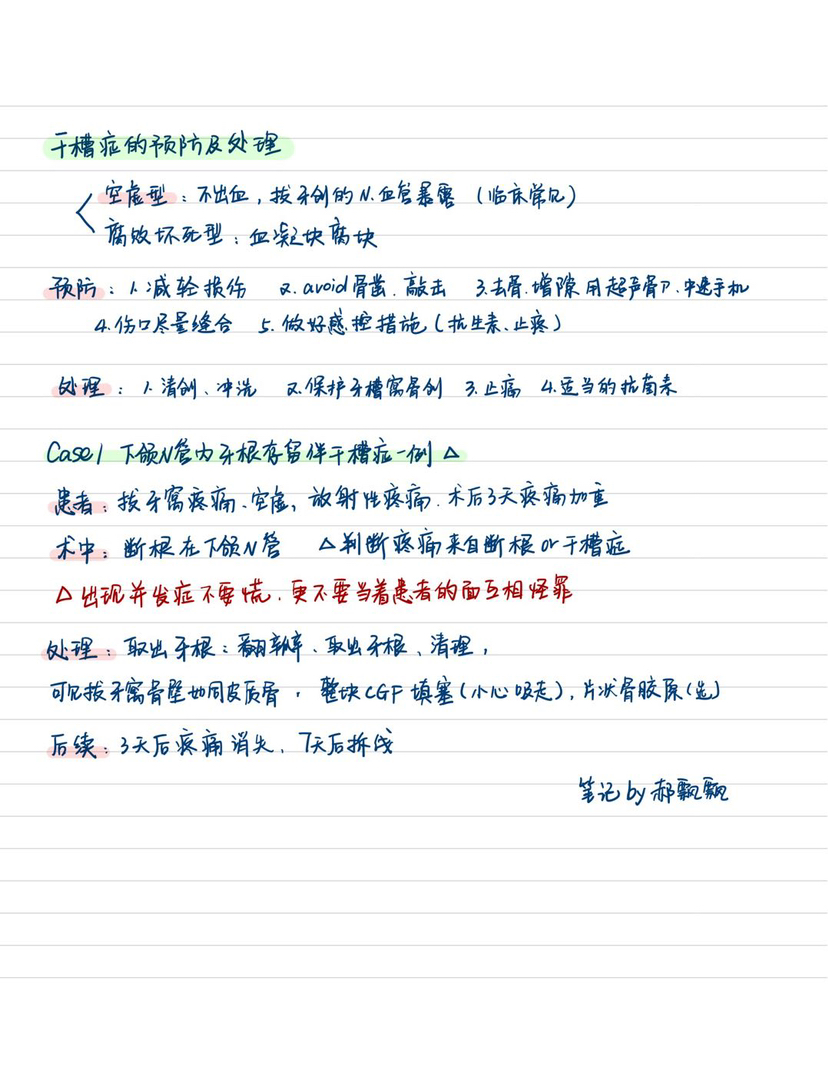 干槽症的预防及处理
空虚型：不出血，拔牙创的N.血管暴露（临床常见）
腐败坏死型：血凝块腐块
预防：1.减轻损伤 2.avoid骨凿.敲击 3.去骨.增隙用超声骨刀.中速手机
4.伤口尽量缝合 5.做好感控措施（抗生素、止疼）
处理：1.清创、冲洗 2.保护牙槽窝骨创 3.止痛 4.适当的抗菌素
Case1 下颌N管内牙根存留伴干槽症一例△
患者：拔牙窝疼痛、空虚，放射性疼痛.术后3天疼痛加重
术中：断根在下颌N管 △判断疼痛来自断根or干槽症
△出现并发症不要慌.更不要当着患者的面互相怪罪
处理：取出牙根：翻瓣、取出牙根、清理，
可见拔牙窝骨壁如同皮质骨，整块CGF填塞（小心吸走），片状骨胶原（选）
后续：3天后疼痛消失、7天后拆线
笔记by郝飘飘